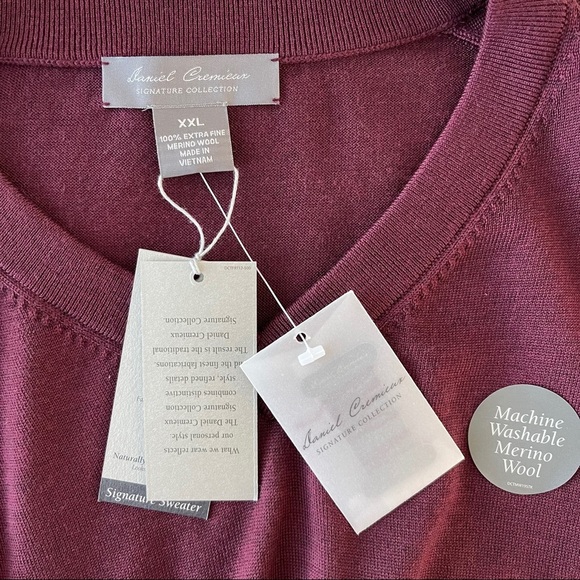 Daniel Cremieux
SIGNATURE COLLECTION
XXL
100% EXTRA FINE
MERINO WOOL
MADE IN
VIETNAM
What we wear reflects
our personal style.
The Daniel Cremieux
Signature Collection
combines distinctive
style, refined details
and the finest fabrications.
The result is the traditional
Daniel Cremieux
Signature Collection
Naturally
Signature Sweater
Daniel Cremieux
SIGNATURE COLLECTION
Machine
Washable
Merino
Wool